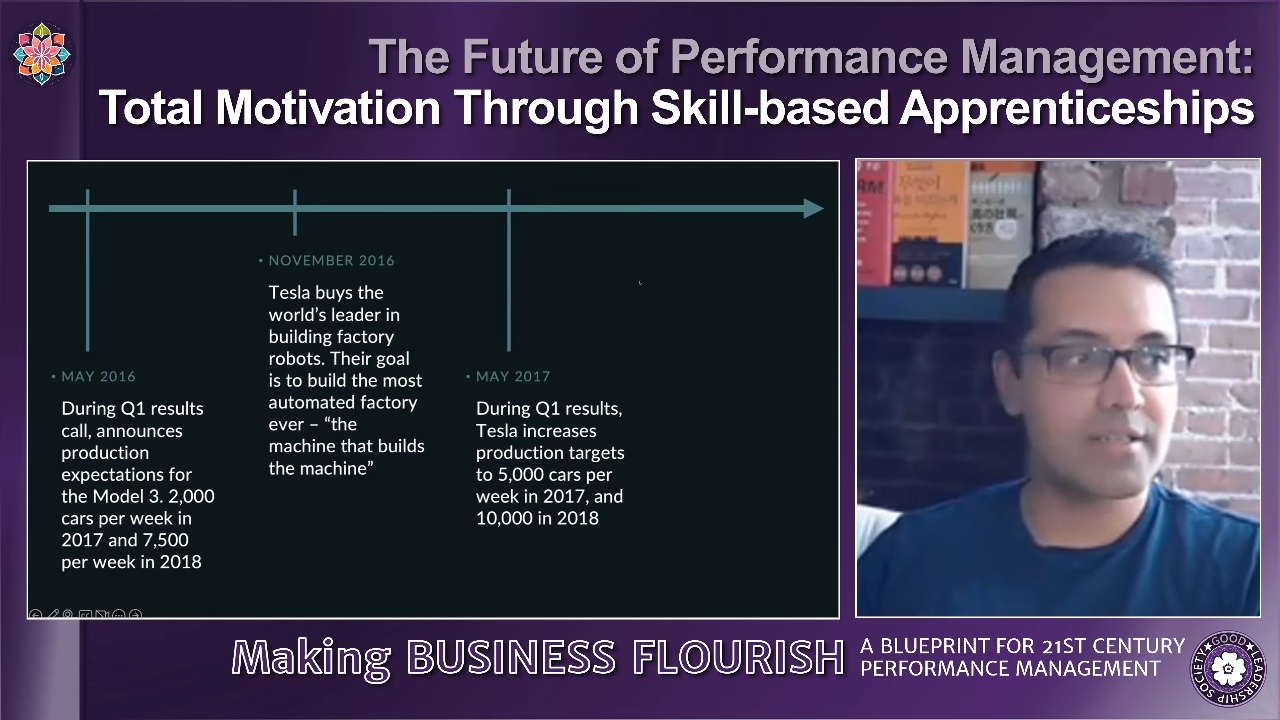 The Future of Performance Management:
Total Motivation Through Skill-based Apprenticeships
• MAY 2016
During Q1 results
call, announces
production
expectations for
the Model 3. 2,000
cars per week in
2017 and 7,500
per week in 2018
• NOVEMBER 2016
Tesla buys the
world's leader in
building factory
robots. Their goal
is to build the most
automated factory
ever – “the
machine that builds
the machine”
• MAY 2017
During Q1 results,
Tesla increases
production targets
to 5,000 cars per
week in 2017, and
10,000 in 2018
무엇이
Making BUSINESS FLOURISH
A BLUEPRINT FOR 21ST CENTURY
PERFORMANCE MANAGEMENT
GOOD LEADERSHIP SOCIETY